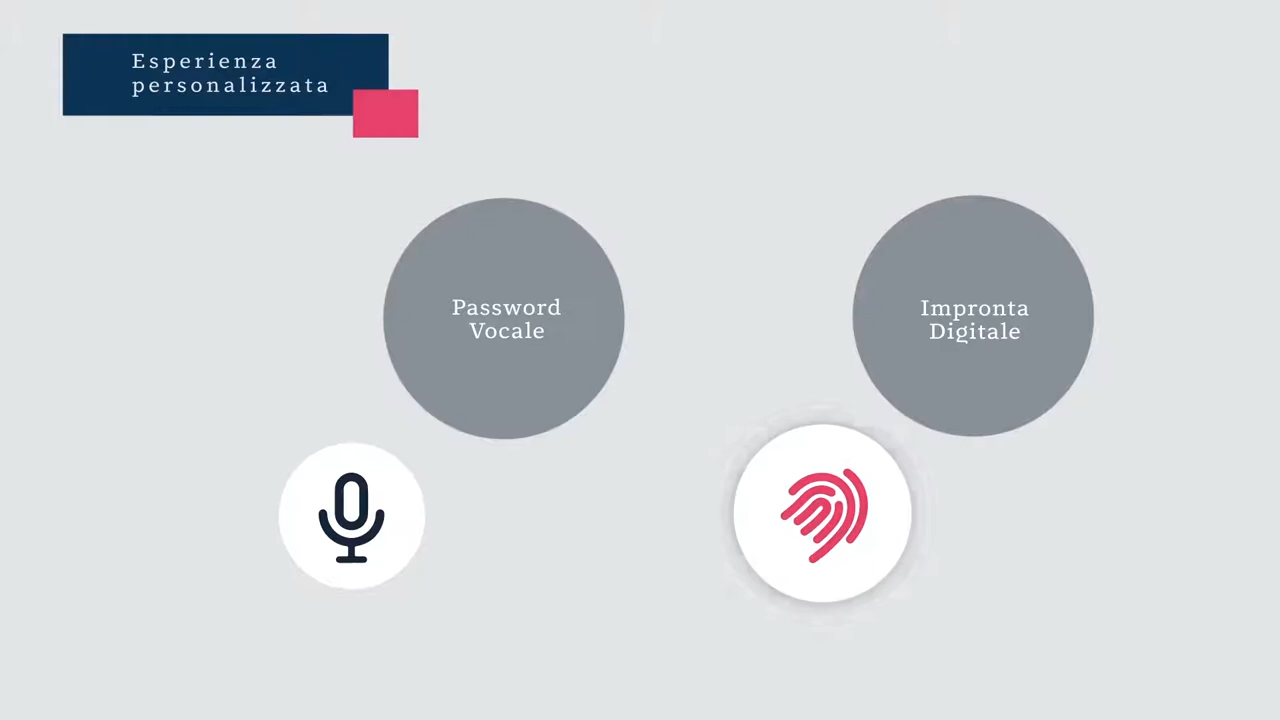 Esperienza
personalizzata
Password
Vocale
Impronta
Digitale